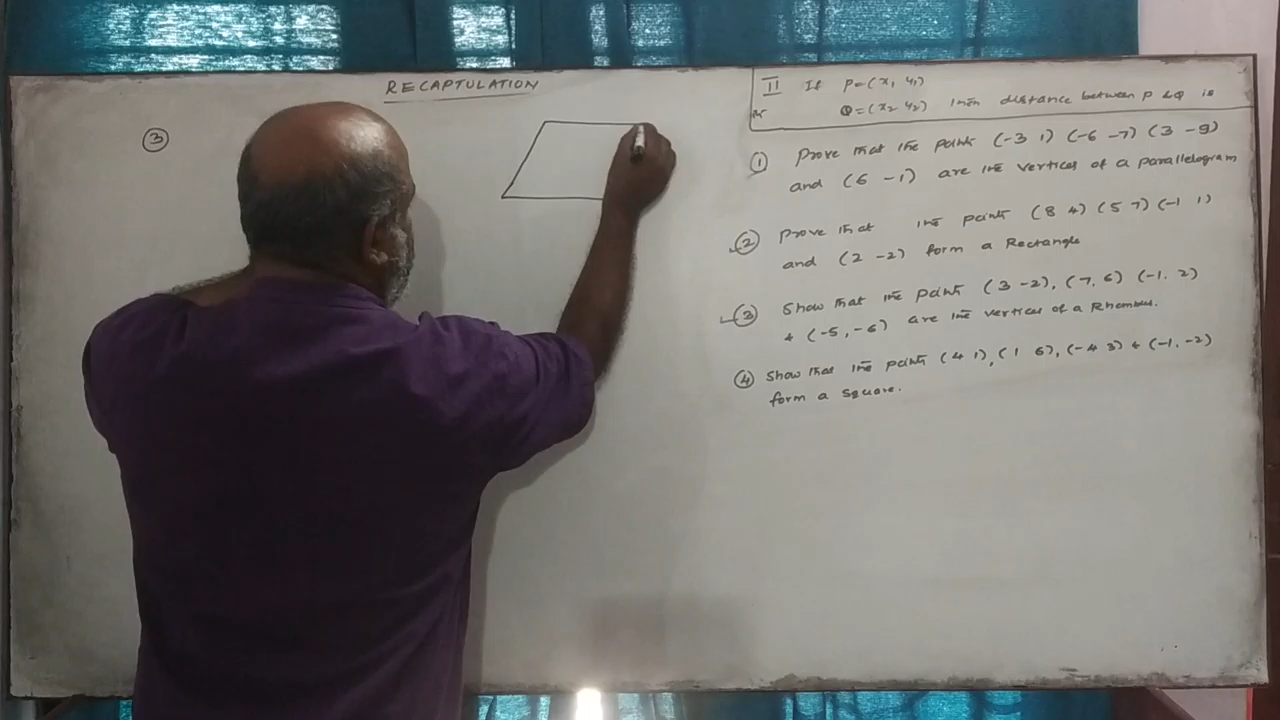 RECAPTULATION
③
II If P=(x₁ y₁)
Q=(x₂ y₂) then distance between P & Q is
① Prove that the points (-3 1) (-6 -7) (3 -9)
and (6 -1) are the vertices of a parallelogram
② Prove that the points (8 4) (5 7) (-1 1)
and (2 -2) form a Rectangle
③ Show that the point (3 -2), (7, 6) (-1, 2)
+ (-5, -6) are the vertices of a Rhombus.
④ Show that the points (4 1), (1 6), (-4 3) + (-1, -2)
form a square.